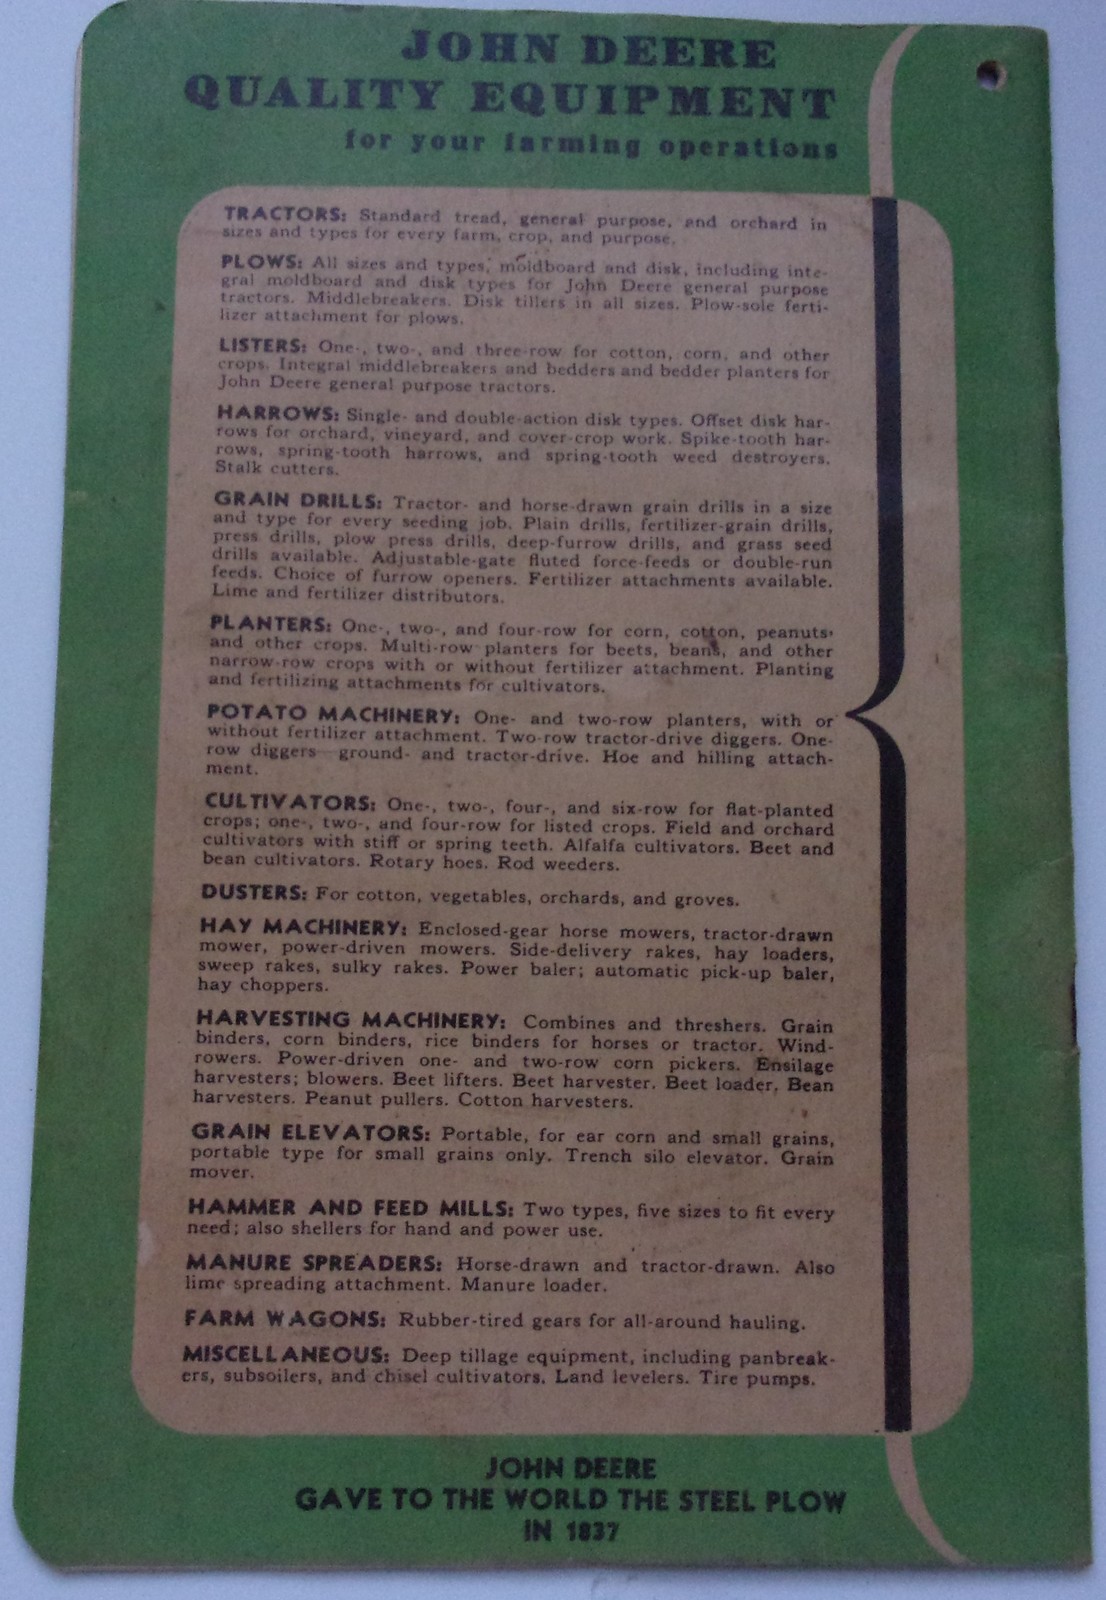 JOHN DEERE
QUALITY EQUIPMENT
for your farming operations
TRACTORS: Standard tread, general purpose, and orchard in
sizes and types for every farm, crop, and purpose.
PLOWS: All sizes and types, moldboard and disk, including inte-
gral moldboard and disk types for John Deere general purpose
tractors. Middlebreakers. Disk tillers in all sizes. Plow-sole ferti-
lizer attachment for plows.
LISTERS: One-, two-, and three-row for cotton, corn, and other
crops. Integral middlebreakers and bedders and bedder planters for
John Deere general purpose tractors.
HARROWS: Single- and double-action disk types. Offset disk har-
rows for orchard, vineyard, and cover-crop work. Spike-tooth har-
rows, spring-tooth harrows, and spring-tooth weed destroyers.
Stalk cutters.
GRAIN DRILLS: Tractor- and horse-drawn grain drills in a size
and type for every seeding job. Plain drills, fertilizer-grain drills,
press drills, plow press drills, deep-furrow drills, and grass seed
drills available. Adjustable-gate fluted force-feeds or double-run
feeds. Choice of furrow openers. Fertilizer attachments available.
Lime and fertilizer distributors.
PLANTERS: One-, two-, and four-row for corn, cotton, peanuts,
and other crops. Multi-row planters for beets, beans, and other
narrow-row crops with or without fertilizer attachment. Planting
and fertilizing attachments for cultivators.
POTATO MACHINERY: One- and two-row planters, with or
without fertilizer attachment. Two-row tractor-drive diggers. One-
row diggers—ground- and tractor-drive. Hoe and hilling attach-
ment.
CULTIVATORS: One-, two-, four-, and six-row for flat-planted
crops; one-, two-, and four-row for listed crops. Field and orchard
cultivators with stiff or spring teeth. Alfalfa cultivators. Beet and
bean cultivators. Rotary hoes. Rod weeders.
DUSTERS: For cotton, vegetables, orchards, and groves.
HAY MACHINERY: Enclosed-gear horse mowers, tractor-drawn
mower, power-driven mowers. Side-delivery rakes, hay loaders,
sweep rakes, sulky rakes. Power baler; automatic pick-up baler,
hay choppers.
HARVESTING MACHINERY: Combines and threshers. Grain
binders, corn binders, rice binders for horses or tractor. Wind-
rowers. Power-driven one- and two-row corn pickers. Ensilage
harvesters; blowers. Beet lifters. Beet harvester. Beet loader. Bean
harvesters. Peanut pullers. Cotton harvesters.
GRAIN ELEVATORS: Portable, for ear corn and small grains,
portable type for small grains only. Trench silo elevator. Grain
mover.
HAMMER AND FEED MILLS: Two types, five sizes to fit every
need; also shellers for hand and power use.
MANURE SPREADERS: Horse-drawn and tractor-drawn. Also
lime spreading attachment. Manure loader.
FARM WAGONS: Rubber-tired gears for all-around hauling.
MISCELLANEOUS: Deep tillage equipment, including panbreak-
ers, subsoilers, and chisel cultivators. Land levelers. Tire pumps.
JOHN DEERE
GAVE TO THE WORLD THE STEEL PLOW
IN 1837